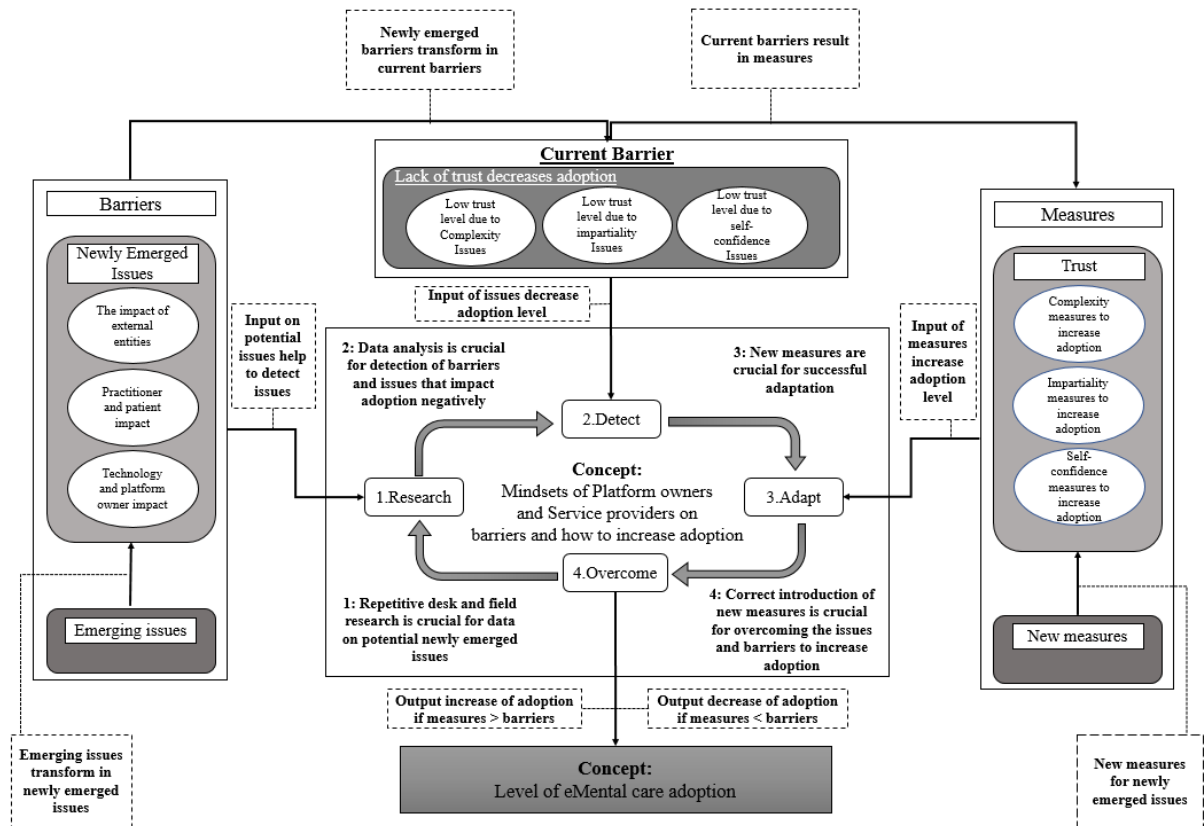 Newly emerged
barriers transform in
current barriers
Current barriers result
in measures
Current Barrier
Lack of trust decreases adoption
Low trust
level due to
Complexity
Issues
Low trust
level due to
impartiality
Issues
Low trust
level due to
self-
confidence
Issues
Barriers
Newly Emerged
Issues
The impact of
external
entities
Practitioner
and patient
impact
Technology
and platform
owner impact
Emerging issues
Measures
Trust
Complexity
measures to
increase
adoption
Impartiality
measures to
increase
adoption
Self-
confidence
measures to
increase
adoption
New measures
Input on
potential
issues help
to detect
issues
Input of issues decrease
adoption level
Input of
measures
increase
adoption
level
2: Data analysis is crucial
for detection of barriers
and issues that impact
adoption negatively
3: New measures are
crucial for successful
adaptation
2.Detect
1.Research
Concept:
Mindsets of Platform owners
and Service providers on
barriers and how to increase
adoption
3.Adapt
4.Overcome
1: Repetitive desk and field
research is crucial for data
on potential newly emerged
issues
4: Correct introduction of
new measures is crucial
for overcoming the issues
and barriers to increase
adoption
Output increase of adoption
if measures > barriers
Output decrease of adoption
if measures < barriers
Concept:
Level of eMental care adoption
Emerging issues
transform in
newly emerged
issues
New measures
for newly
emerged issues